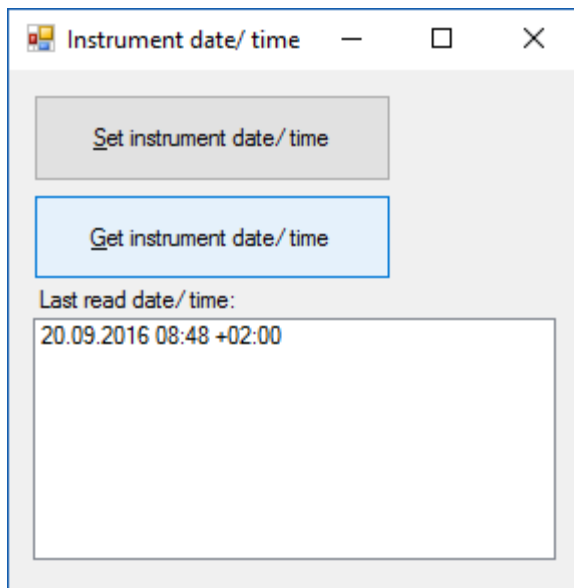 Instrument date/ time
Set instrument date/ time
Get instrument date/ time
Last read date/ time:
20.09.2016 08:48 +02:00